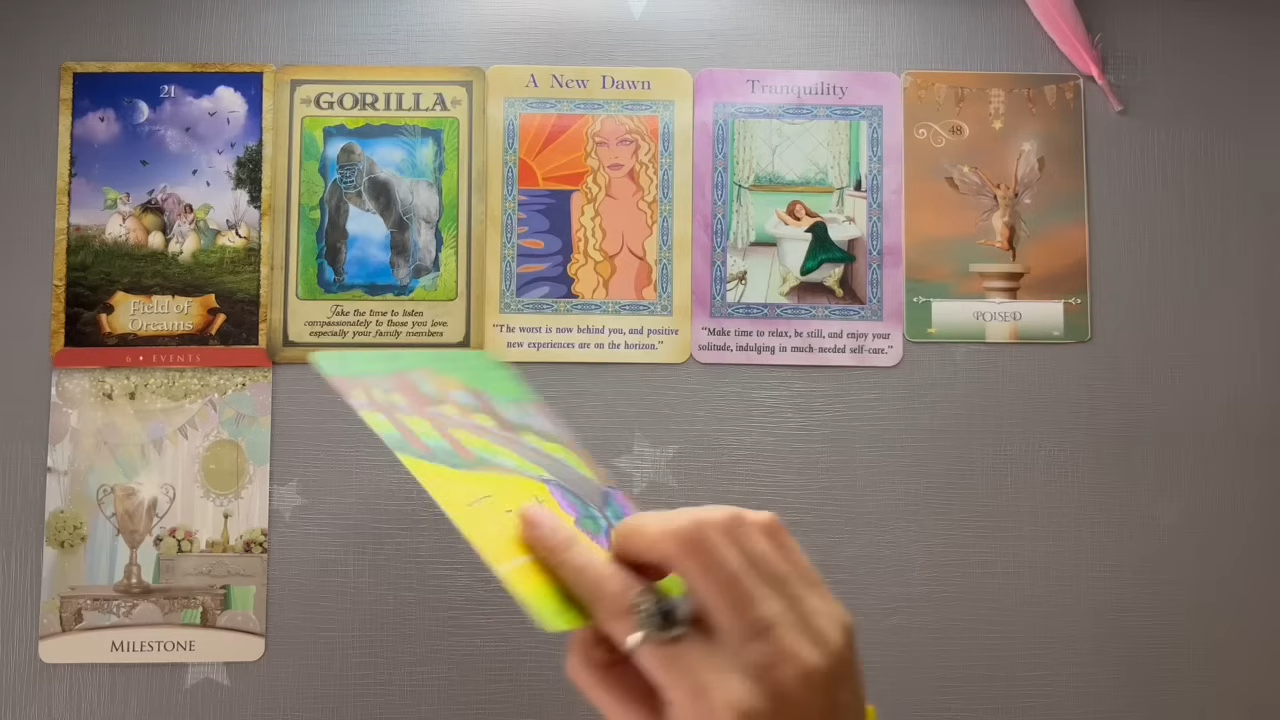 21
Field of
Dreams
GORILLA
Take the time to listen
compassionately to those you love,
especially your family members
A New Dawn
"The worst is now behind you, and positive
new experiences are on the horizon."
Tranquility
"Make time to relax, be still, and enjoy your
solitude, indulging in much-needed self-care."
48
POISED
6 • EVENTS
MILESTONE